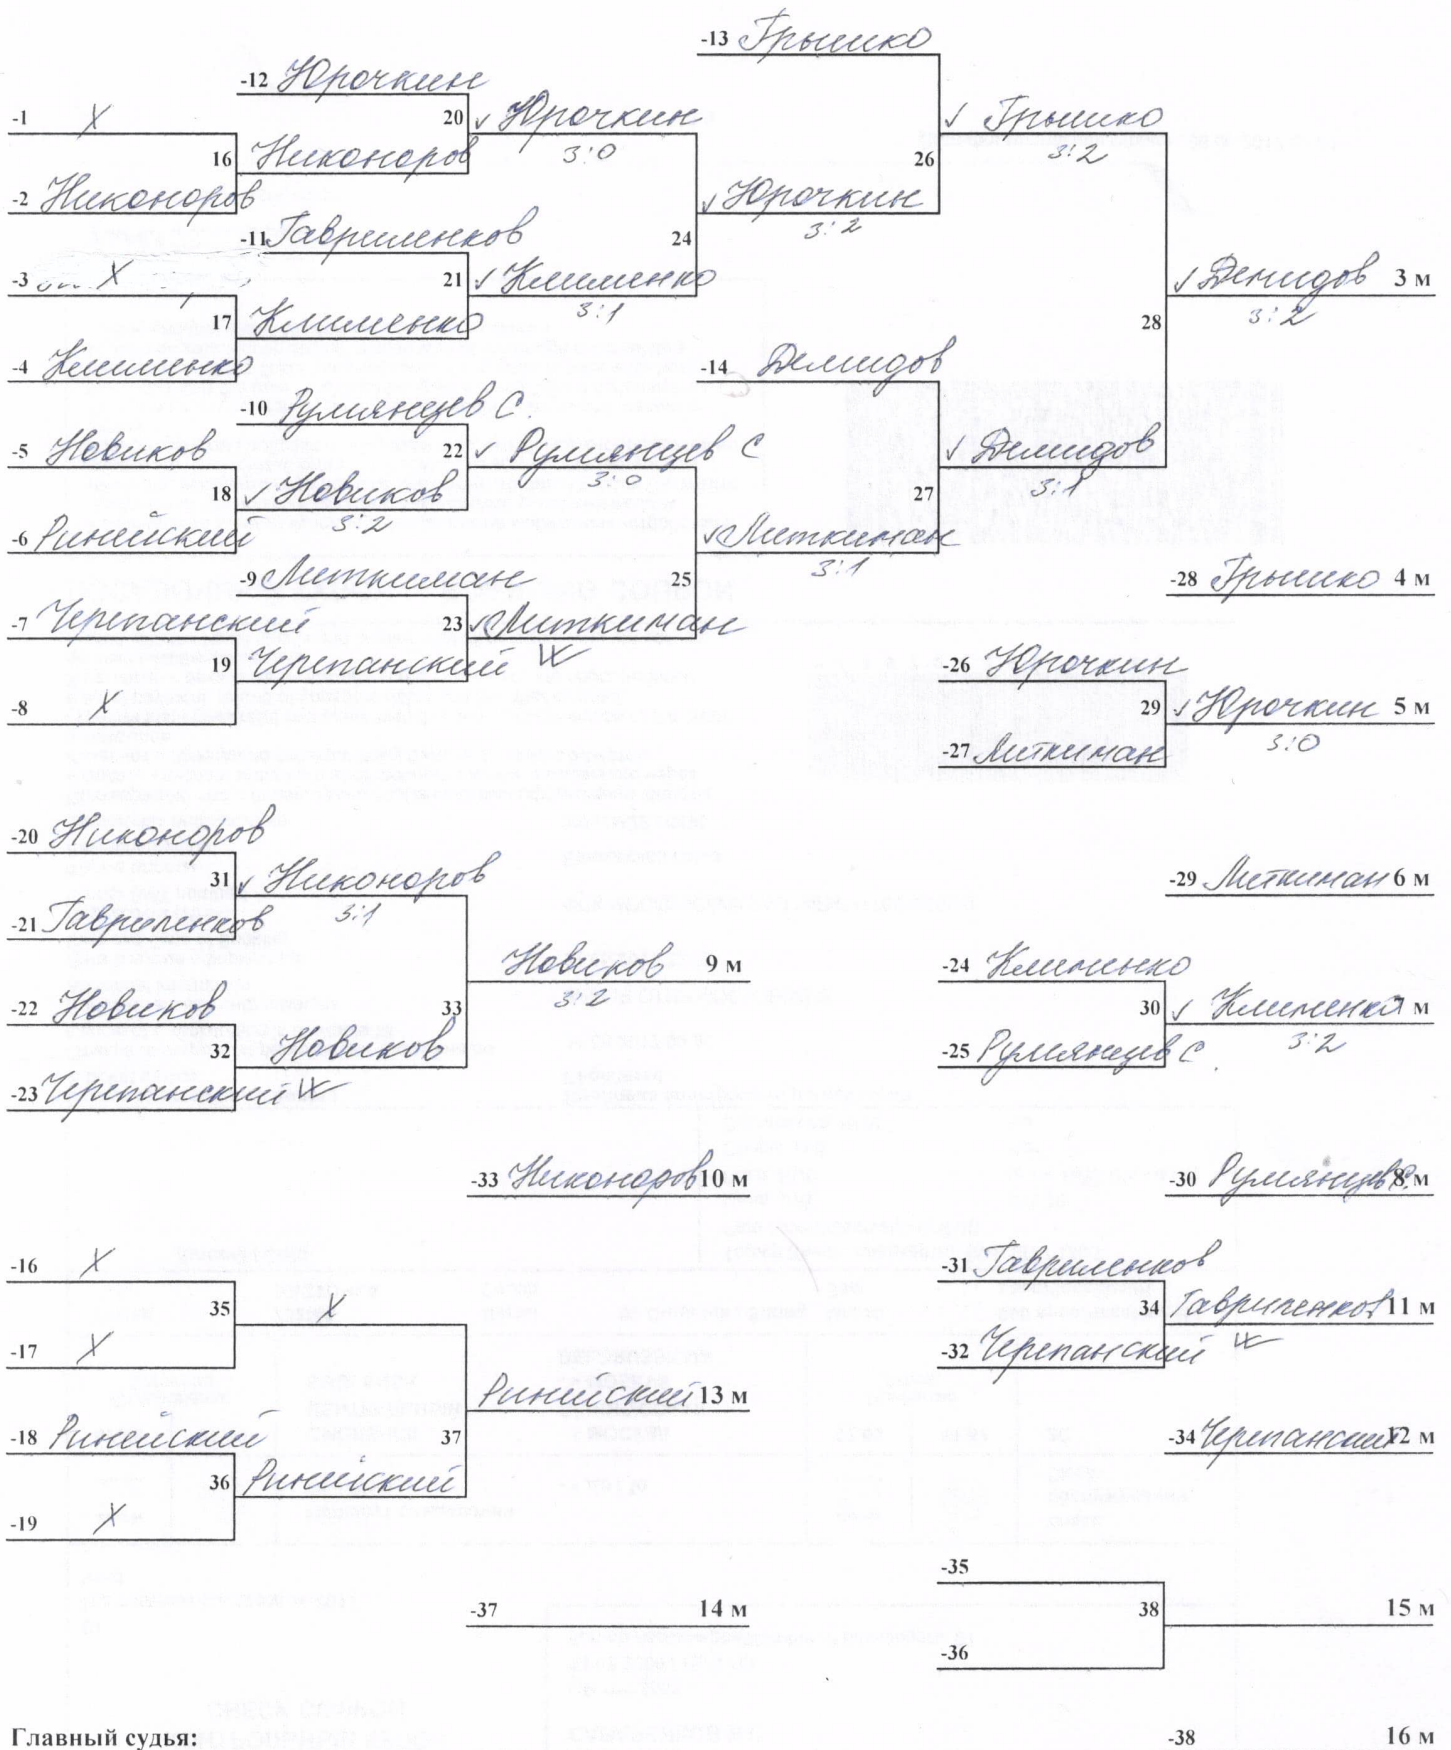 -13 Грышко
-12 Юрочкин
-1 X
20 Юрочкин
Грышко
3:0
3:2
16 Никоноров
26
-2 Никоноров
Юрочкин
3:2
-11 Гавриленков
24
-3 X
21 Клименко
3:1
Демидов 3 м
3:2
17 Клименко
28
-4 Клименко
-14 Демидов
-10 Румянцев С.
-5 Новиков
22 Румянцев С
3:0
Демидов
3:1
18 Новиков
3:2
27
-6 Ринейский
Литкиман
3:1
-9 Литкиман
25
-28 Грышко 4 м
-7 Черепанский
23 Литкиман
19 Черепанский W
-26 Юрочкин
-8 X
29 Юрочкин 5 м
3:0
-27 Литкиман
-20 Никоноров
31 Никоноров
3:1
-29 Литкиман 6 м
-21 Гавриленков
Новиков 9 м
3:2
-24 Клименко
-22 Новиков
33
30 Клименко 7 м
3:2
32 Новиков
-25 Румянцев С.
-23 Черепанский W
-33 Никоноров 10 м
-30 Румянцев С. 8 м
-16 X
-31 Гавриленков
35 X
34 Гавриленков 11 м
-17 X
-32 Черепанский W
Ринейский 13 м
-18 Ринейский
37
-34 Черепанский 12 м
36 Ринейский
-19 X
-35
-37 14 м
38 15 м
-36
Главный судья:
-38 16 м